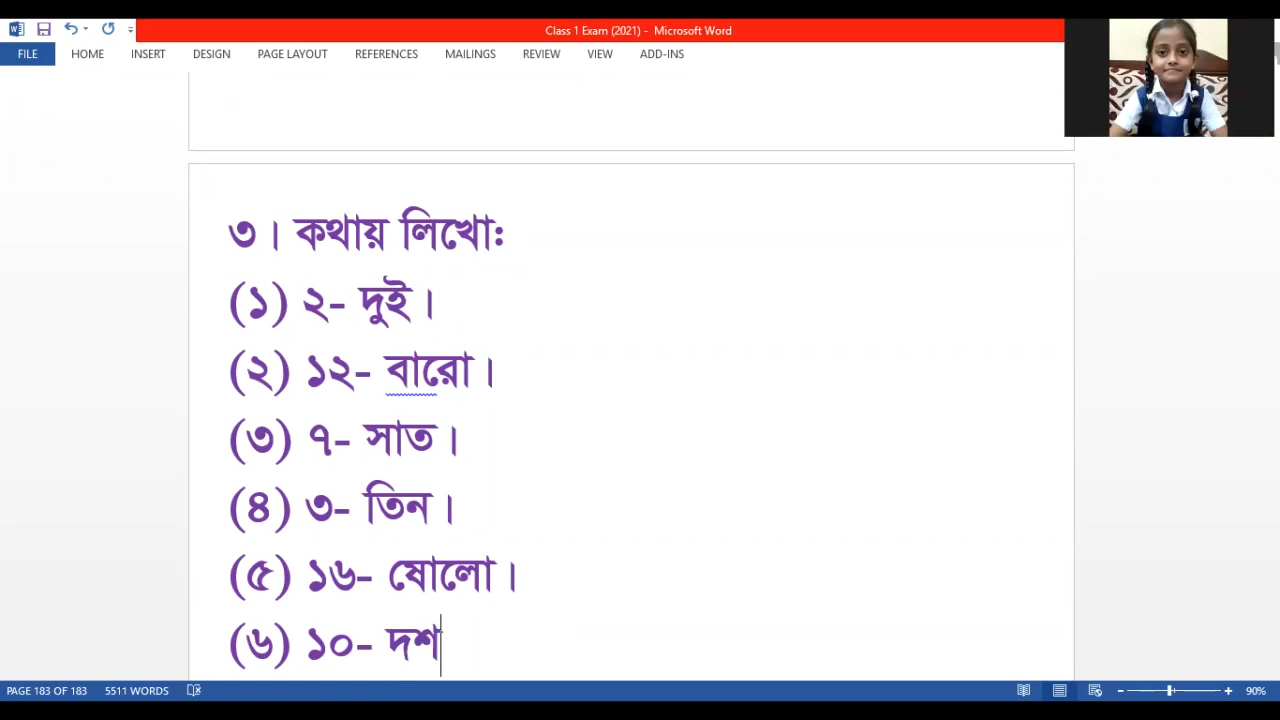 Class 1 Exam (2021) - Microsoft Word
FILE HOME INSERT DESIGN PAGE LAYOUT REFERENCES MAILINGS REVIEW VIEW ADD-INS
৩। কথায় লিখো:
(১) ২- দুই।
(২) ১২- বারো।
(৩) ৭- সাত।
(৪) ৩- তিন।
(৫) ১৬- ষোলো।
(৬) ১০- দশ
PAGE 183 OF 183 5511 WORDS 90%